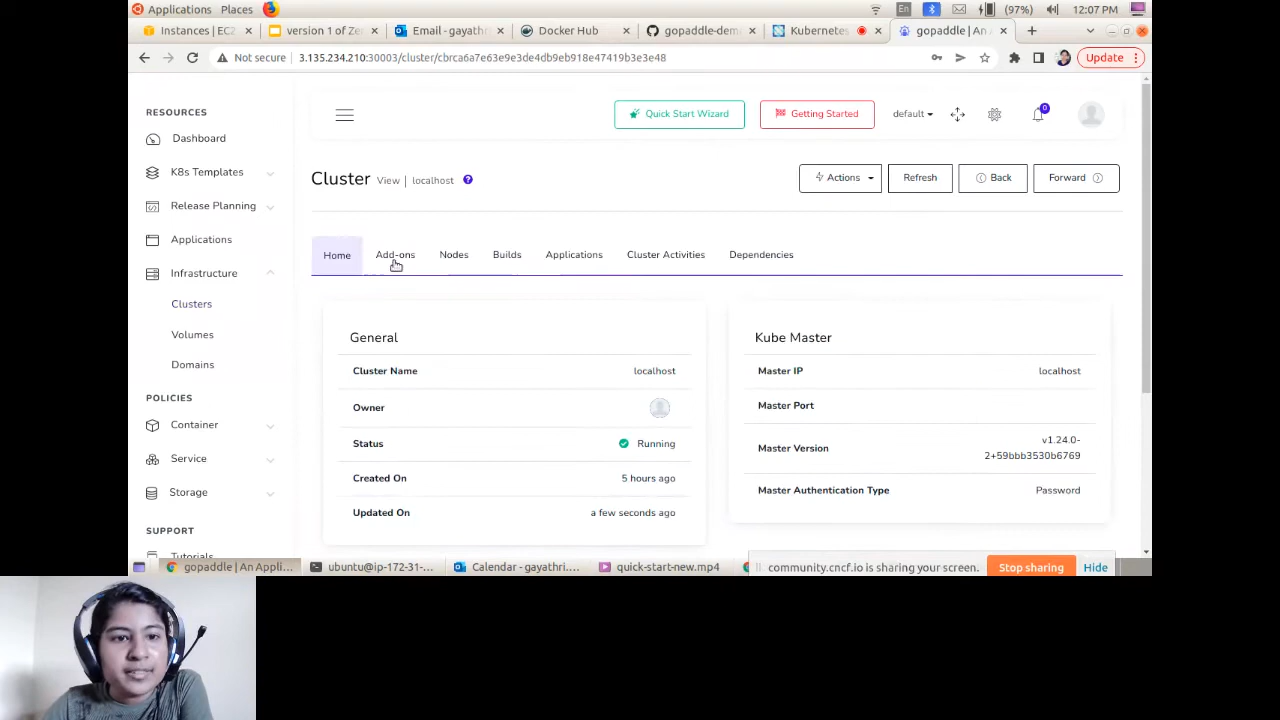 Applications Places En (97%) 12:07 PM
Instances | EC2 version 1 of Ze Email - gayathri Docker Hub gopaddle-dem Kubernetes gopaddle | An A
Not secure 3.135.234.210:30003/cluster/cbrca6a7e63e9e3de4db9eb918e47419b3e3e48 Update
RESOURCES
Dashboard
K8s Templates
Release Planning
Applications
Infrastructure
Clusters
Volumes
Domains
POLICIES
Container
Service
Storage
SUPPORT
Tutorials
Quick Start Wizard Getting Started default 0
Cluster View | localhost ? Actions Refresh Back Forward
Home Add-ons Nodes Builds Applications Cluster Activities Dependencies
General
Cluster Name localhost
Owner
Status Running
Created On 5 hours ago
Updated On a few seconds ago
Kube Master
Master IP localhost
Master Port
Master Version v1.24.0-
2+59bbb3530b6769
Master Authentication Type Password
gopaddle | An Appli... ubuntu@ip-172-31-... Calendar - gayathri.... quick-start-new.mp4
community.cncf.io is sharing your screen. Stop sharing Hide